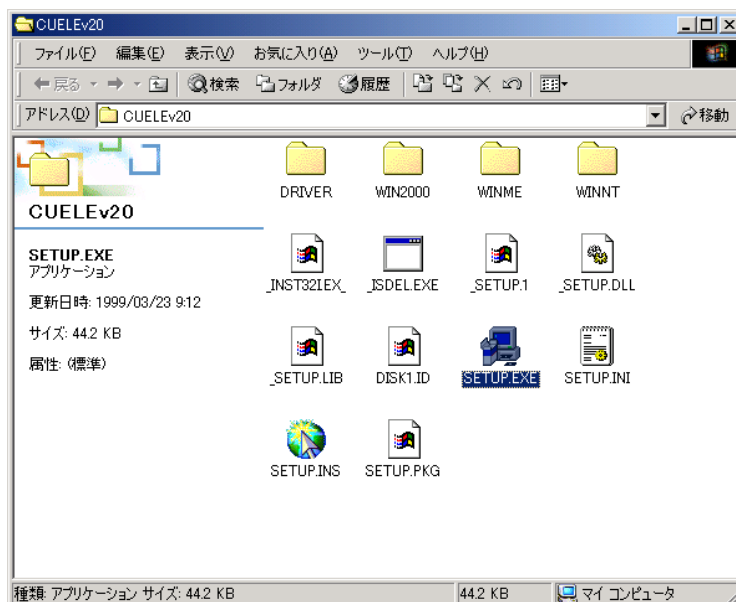 CUELEv20
ファイル(F) 編集(E) 表示(V) お気に入り(A) ツール(T) ヘルプ(H)
戻る 検索 フォルダ 履歴
アドレス(D) CUELEv20 移動
CUELEv20
SETUP.EXE
アプリケーション
更新日時: 1999/03/23 9:12
サイズ: 44.2 KB
属性: (標準)
DRIVER WIN2000 WINME WINNT
_INST32I.EX_ _ISDEL.EXE _SETUP.1 _SETUP.DLL
_SETUP.LIB DISK1.ID SETUP.EXE SETUP.INI
SETUP.INS SETUP.PKG
種類: アプリケーション サイズ: 44.2 KB 44.2 KB マイ コンピュータ